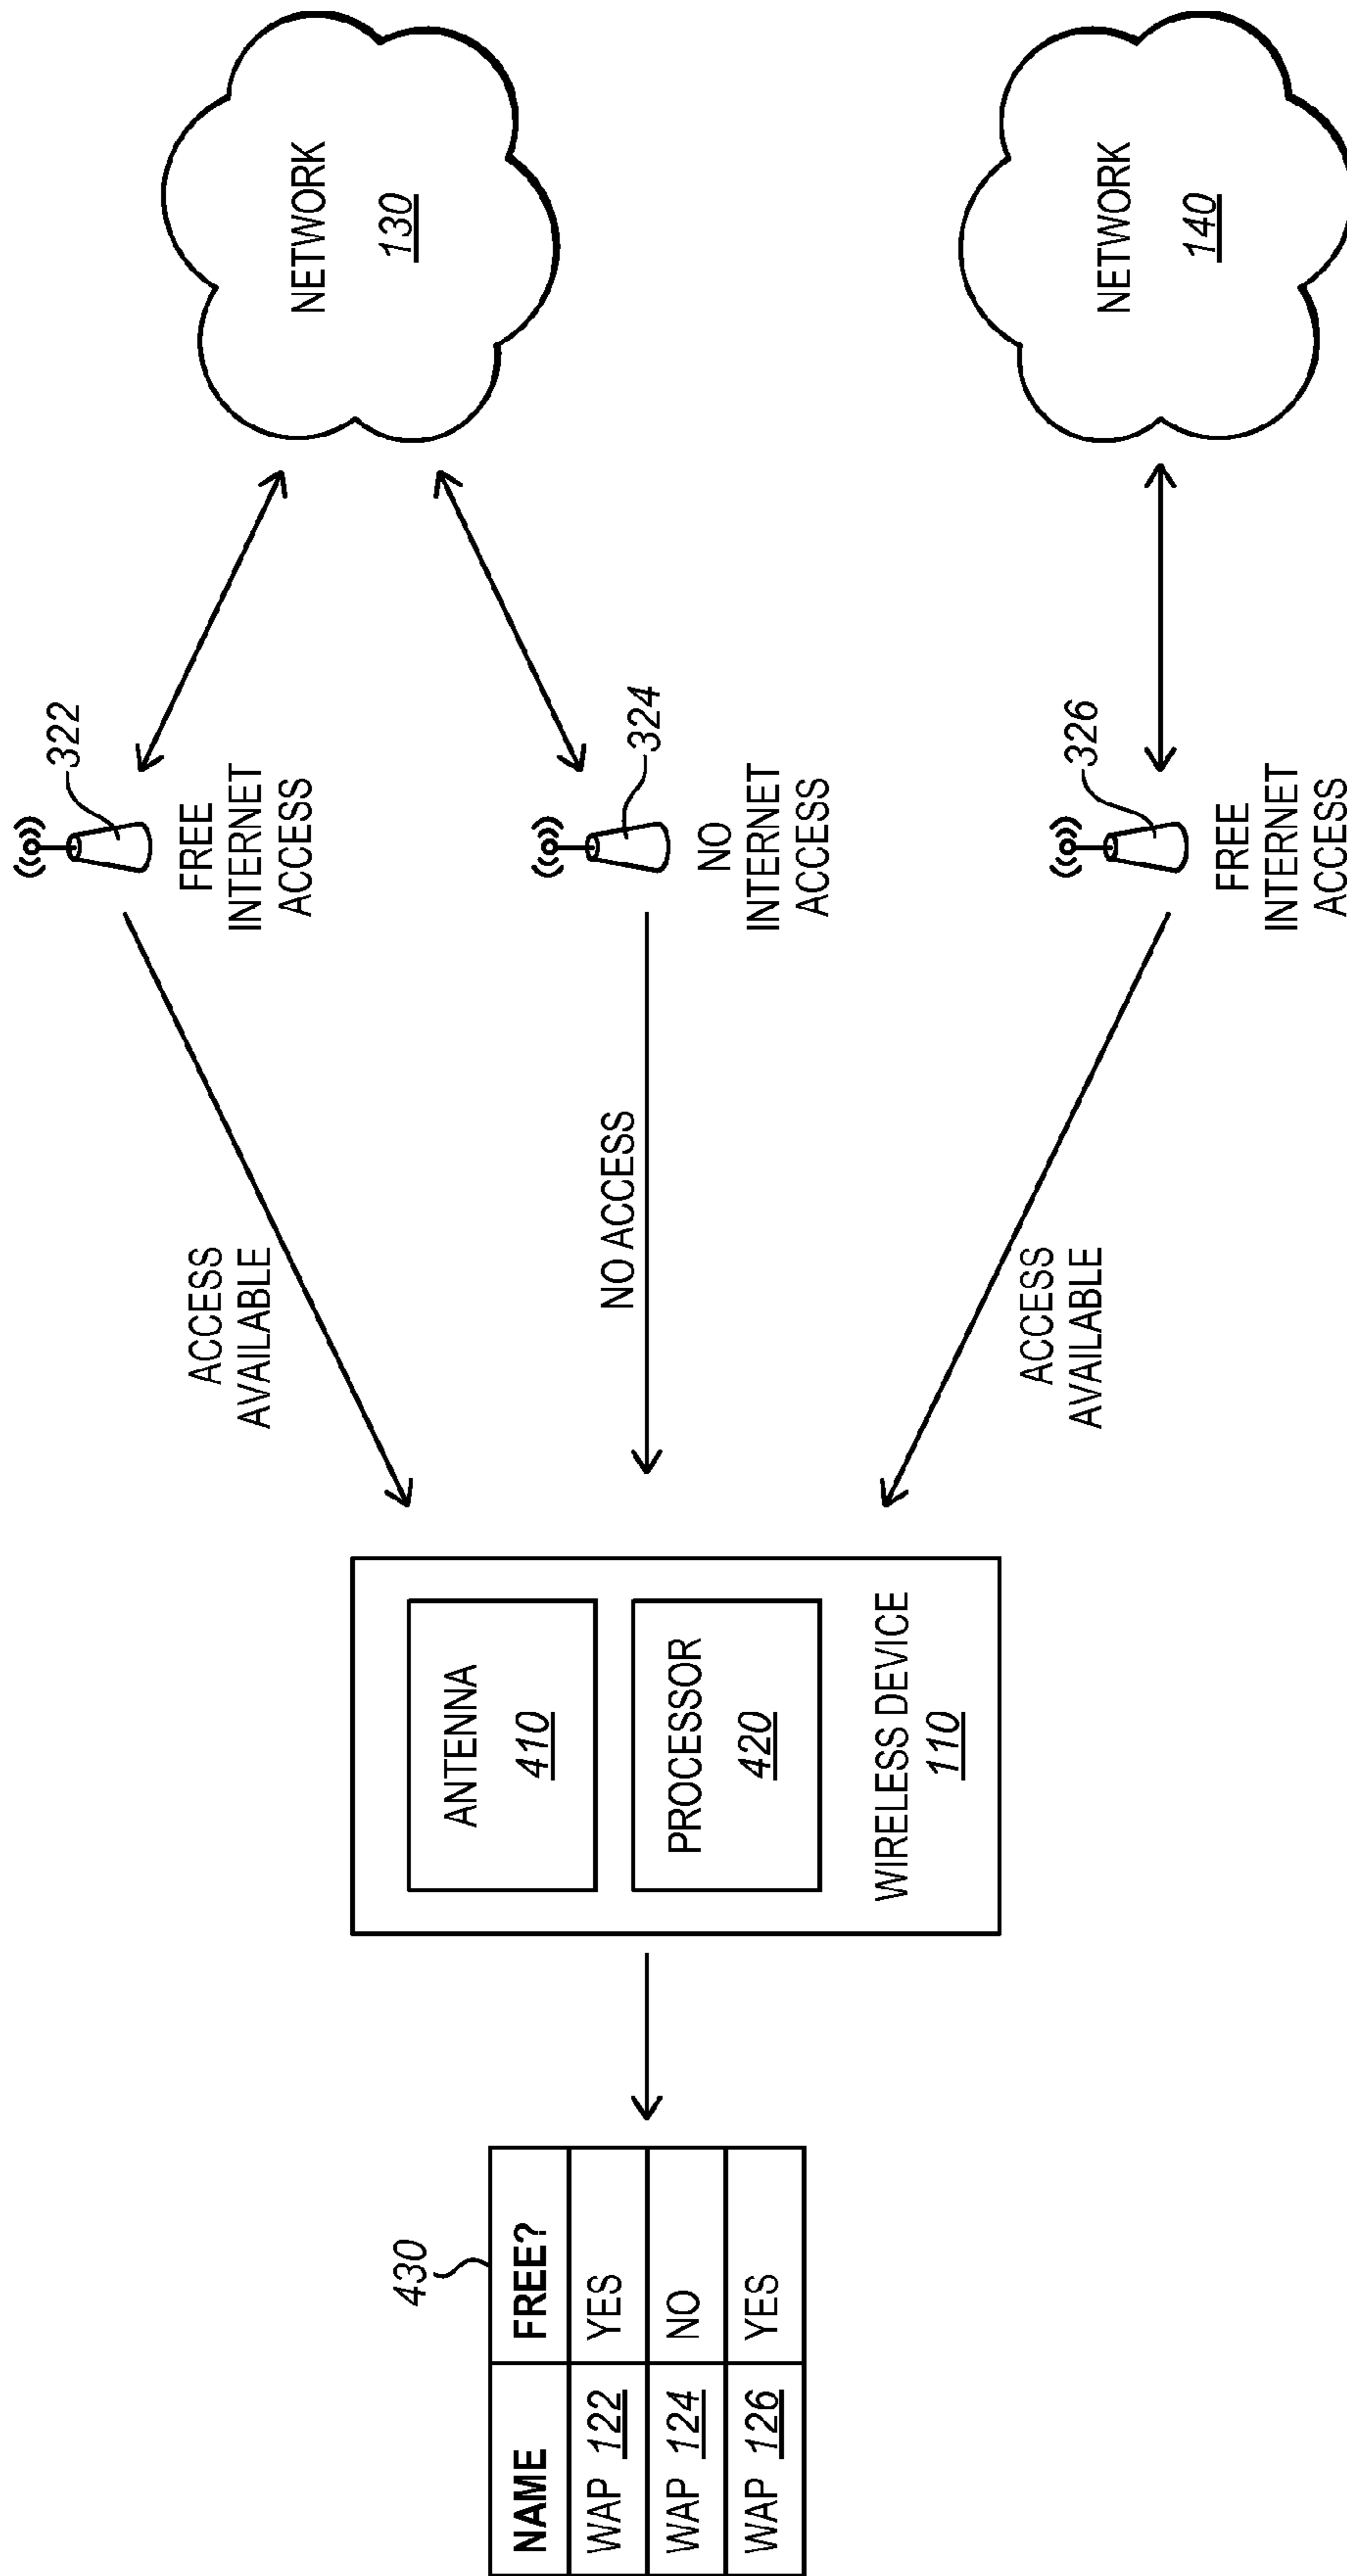 430
NAME FREE?
WAP 122 YES
WAP 124 NO
WAP 126 YES
ANTENNA
410
PROCESSOR
420
WIRELESS DEVICE
110
ACCESS
AVAILABLE
NO ACCESS
ACCESS
AVAILABLE
322
FREE
INTERNET
ACCESS
324
NO
INTERNET
ACCESS
326
FREE
INTERNET
ACCESS
NETWORK
130
NETWORK
140